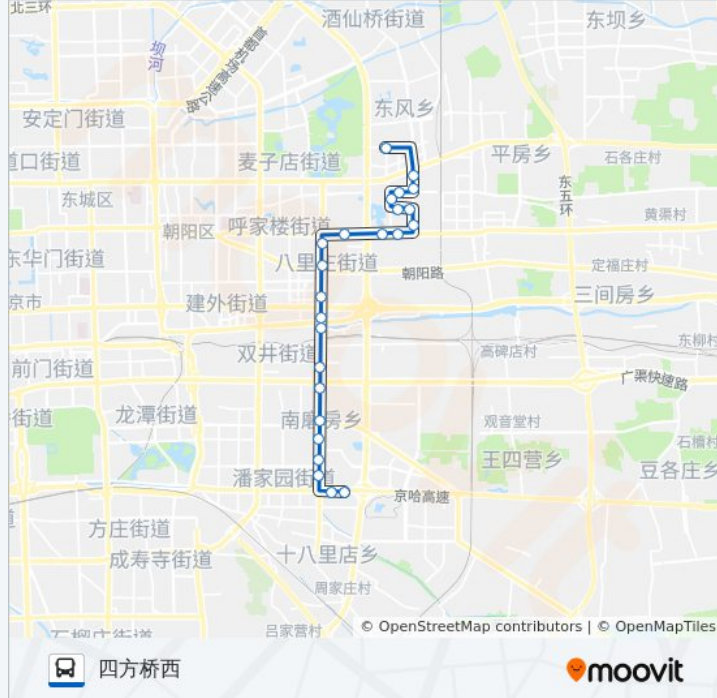 北三环
酒仙桥街道
东坝乡
坝河
首都机场高速公路
东风乡
安定门街道
平房乡
石各庄村
道口街道
麦子店街道
东五环
东城区
呼家楼街道
黄渠村
朝阳区
东华门街道
八里庄街道
定福庄村
朝阳路
京市
建外街道
三间房乡
双井街道
东柳村
高碑店村
前门街道
广渠快速路
街道
龙潭街道
南磨房乡
观音堂村
石槽村
王四营乡
潘家园街道
豆各庄乡
京哈高速
方庄街道
成寿寺街道
十八里店乡
周家庄村
吕家营村
石榴庄街道
© OpenStreetMap contributors | © OpenMapTiles
四方桥西
moovit